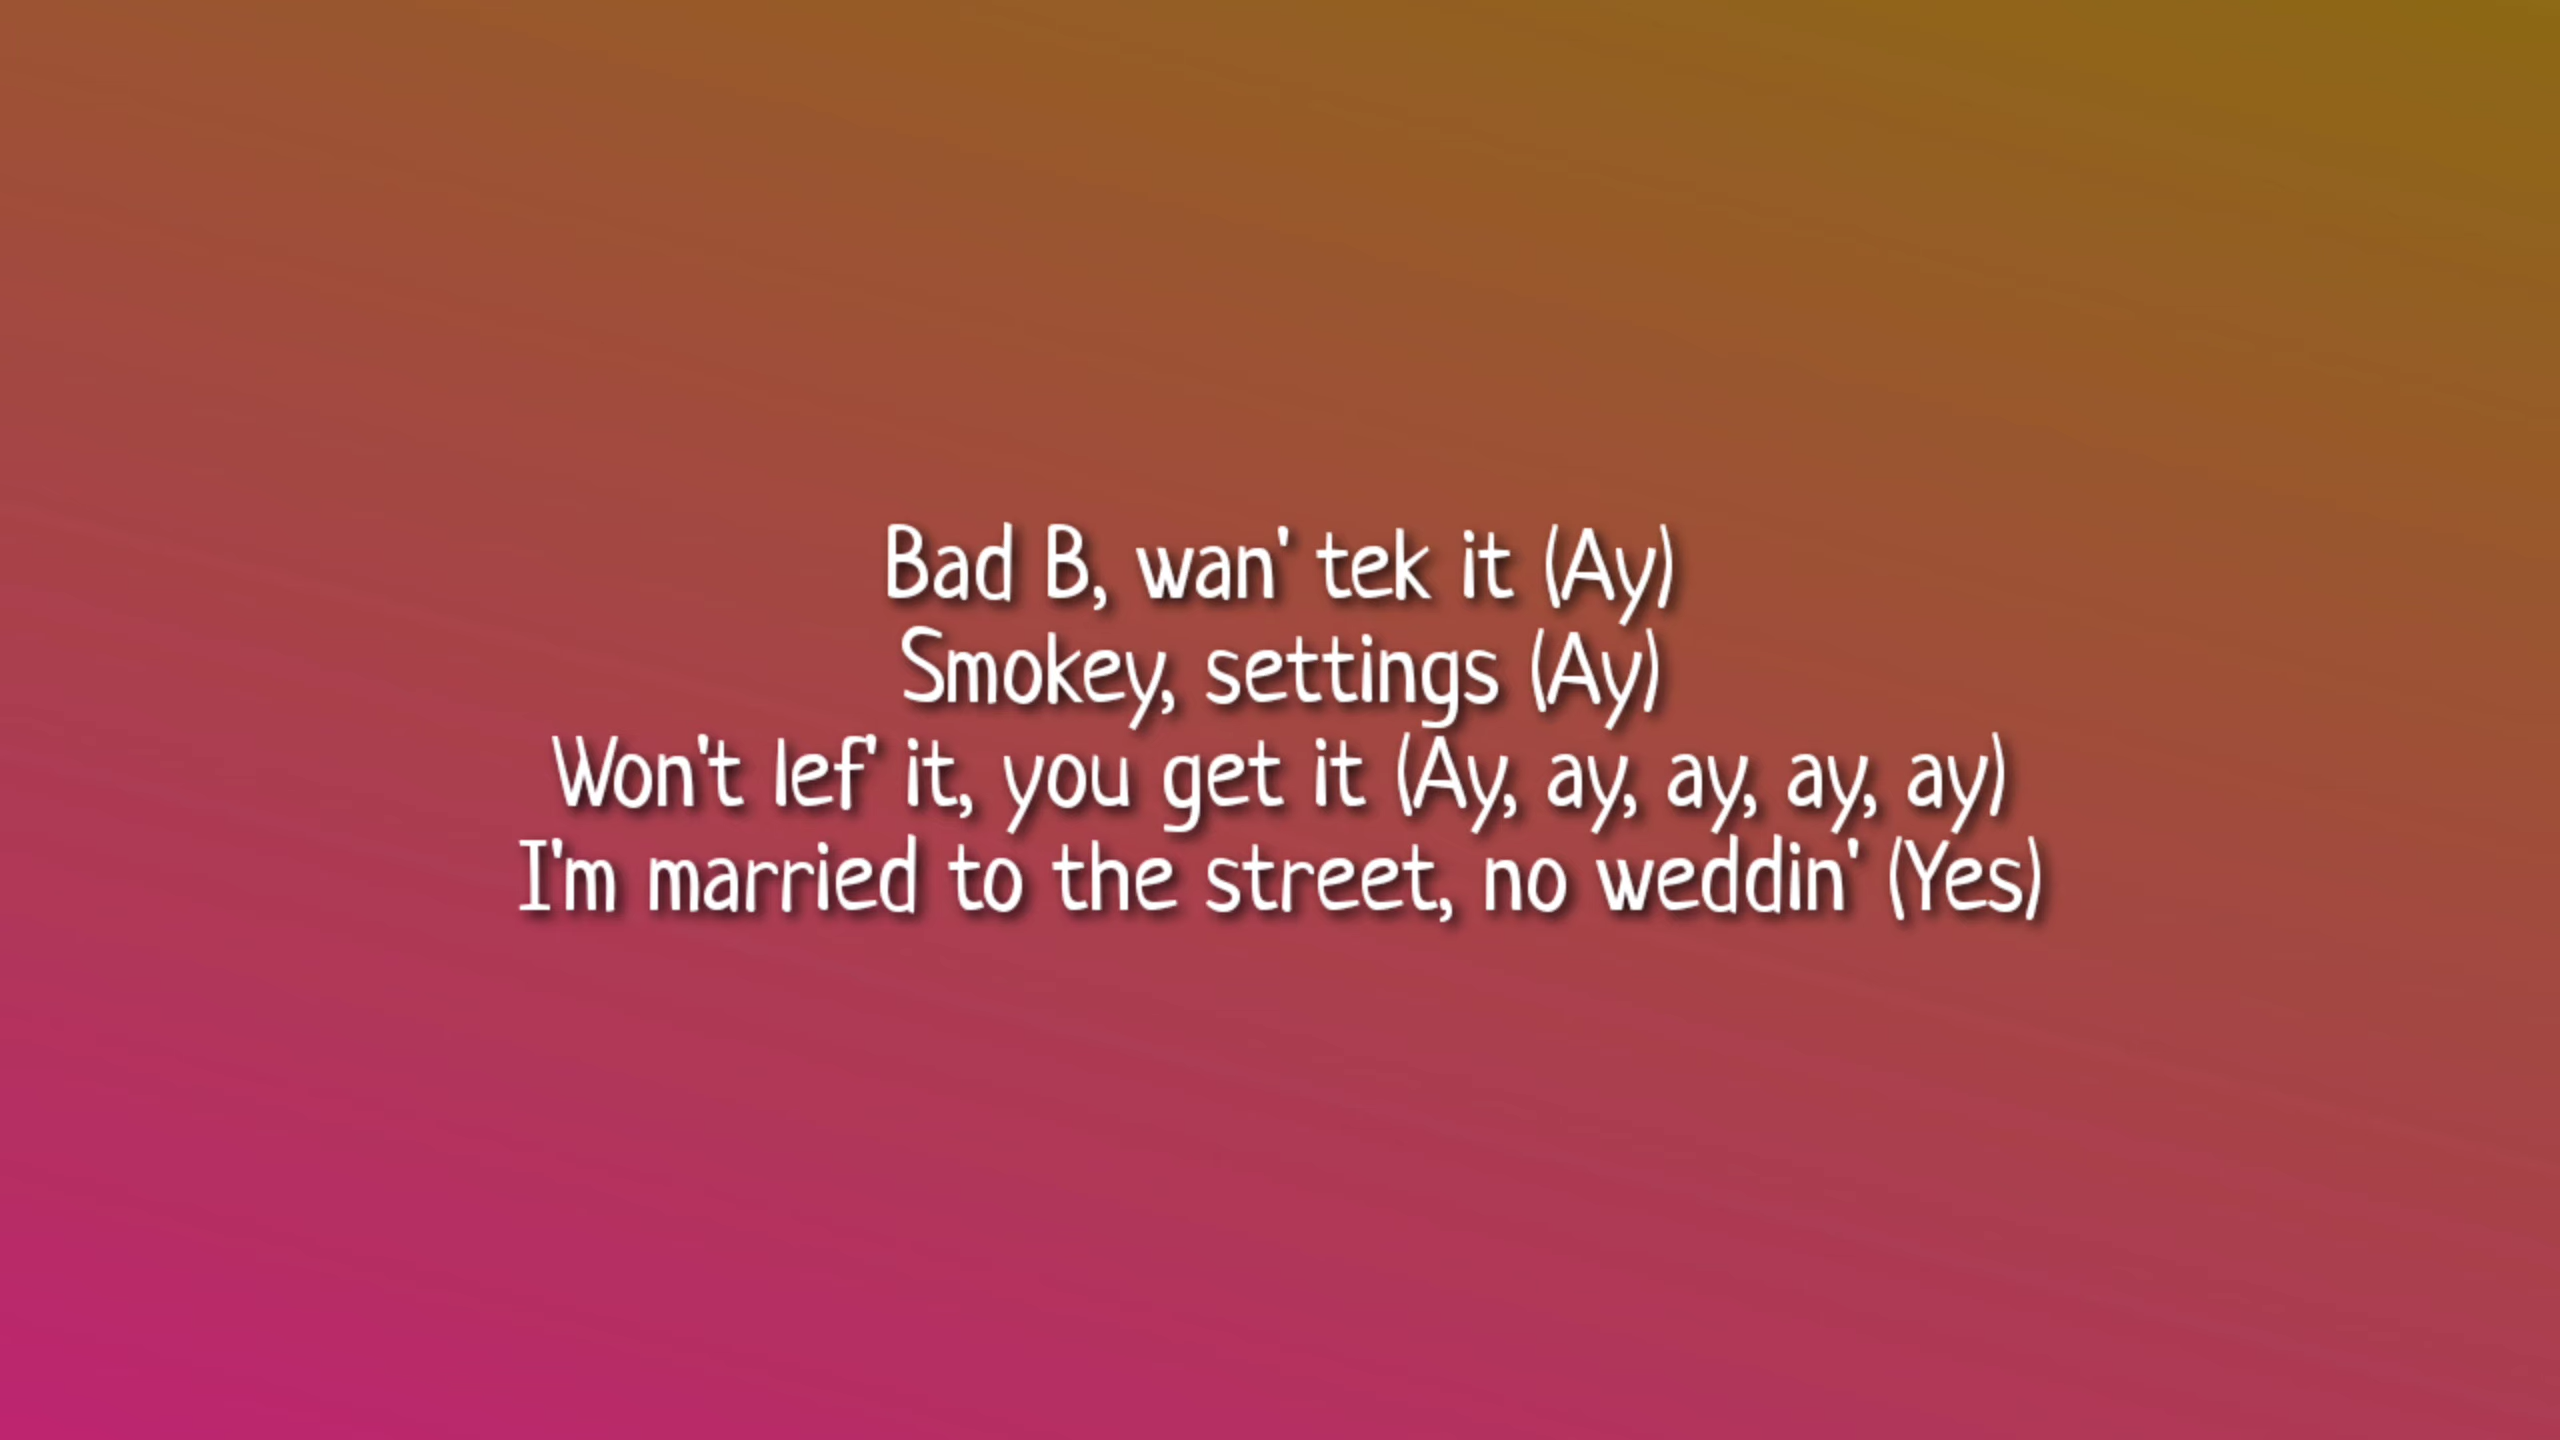 Bad B, wan' tek it (Ay)
Smokey, settings (Ay)
Won't lef' it, you get it (Ay, ay, ay, ay, ay)
I'm married to the street, no weddin' (Yes)